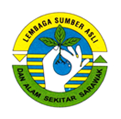 LEMBAGA SUMBER ASLI
DAN ALAM SEKITAR SARAWAK